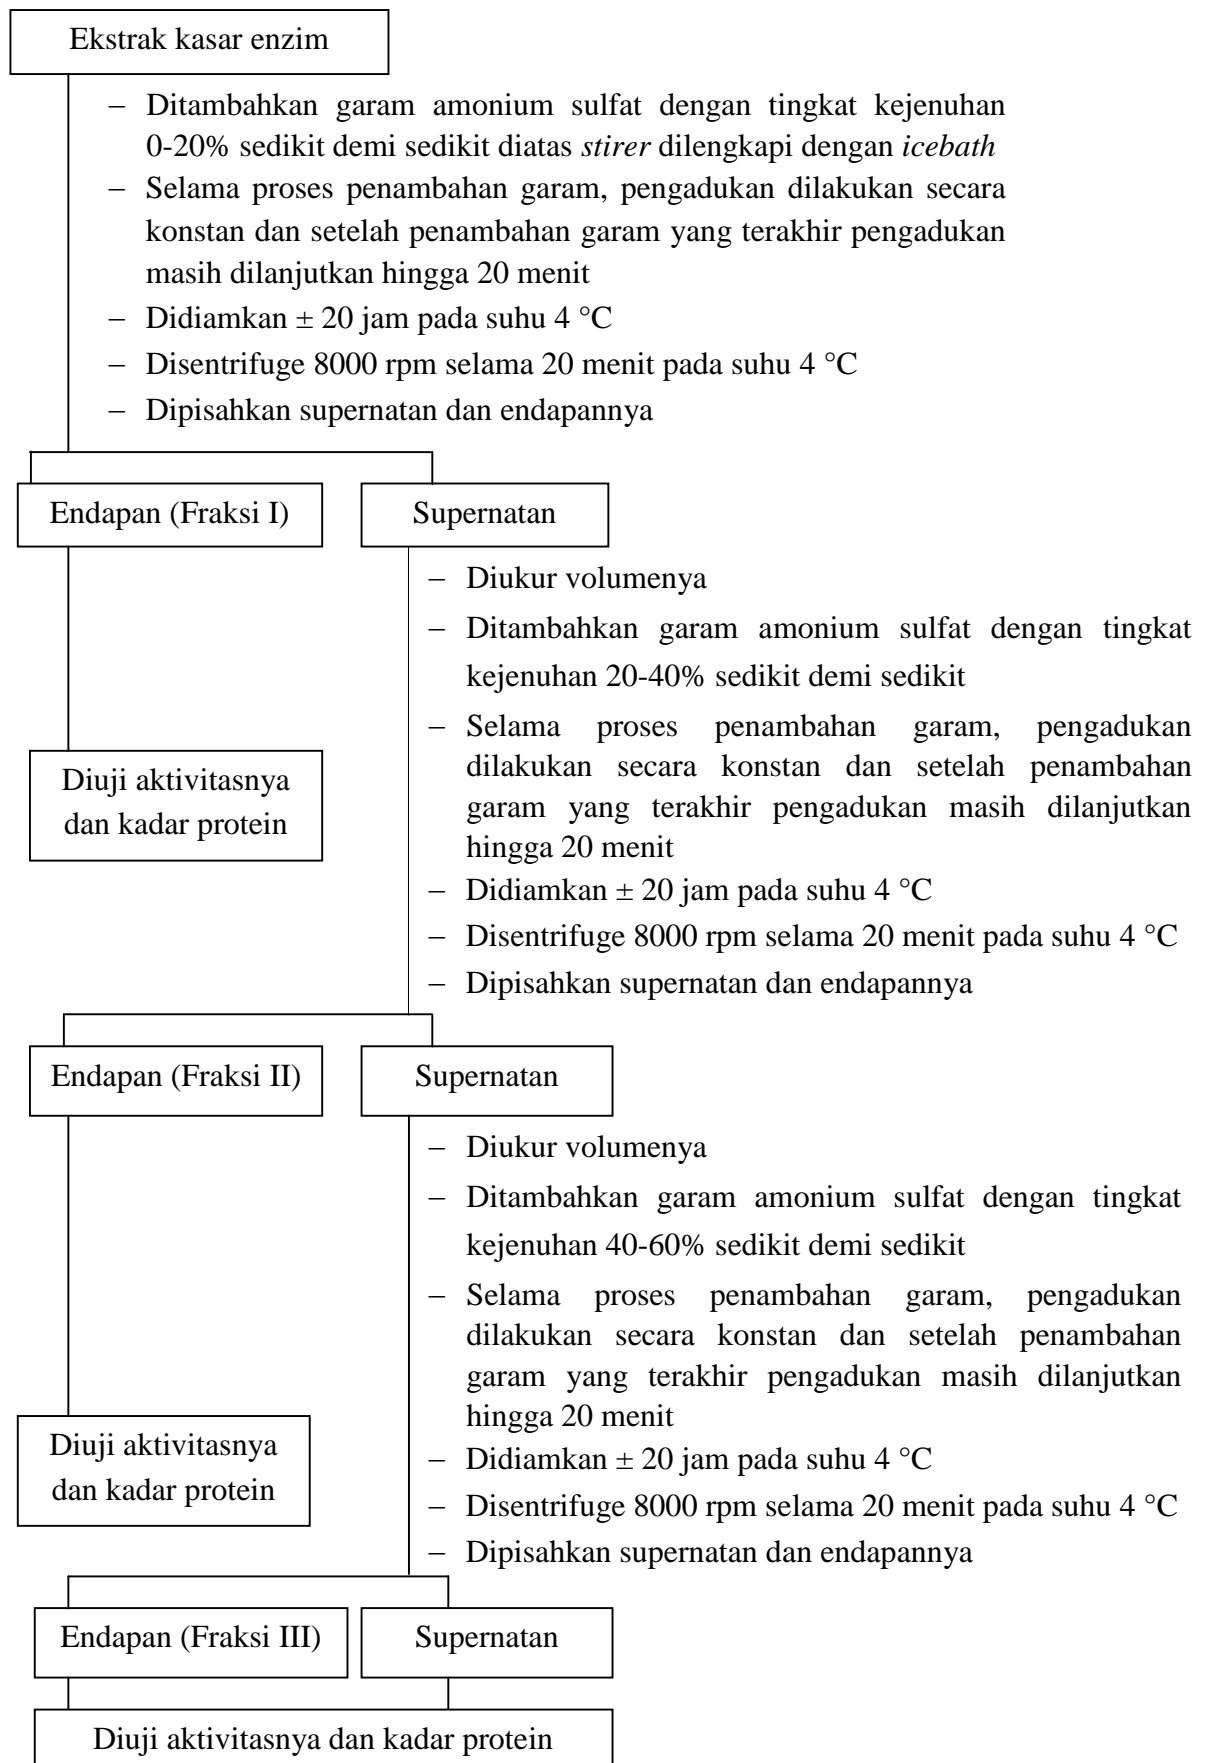 Ekstrak kasar enzim
– Ditambahkan garam amonium sulfat dengan tingkat kejenuhan
0-20% sedikit demi sedikit diatas stirer dilengkapi dengan icebath
– Selama proses penambahan garam, pengadukan dilakukan secara
konstan dan setelah penambahan garam yang terakhir pengadukan
masih dilanjutkan hingga 20 menit
– Didiamkan ± 20 jam pada suhu 4 °C
– Disentrifuge 8000 rpm selama 20 menit pada suhu 4 °C
– Dipisahkan supernatan dan endapannya
Endapan (Fraksi I)
Supernatan
– Diukur volumenya
– Ditambahkan garam amonium sulfat dengan tingkat
kejenuhan 20-40% sedikit demi sedikit
– Selama proses penambahan garam, pengadukan
dilakukan secara konstan dan setelah penambahan
garam yang terakhir pengadukan masih dilanjutkan
hingga 20 menit
– Didiamkan ± 20 jam pada suhu 4 °C
– Disentrifuge 8000 rpm selama 20 menit pada suhu 4 °C
– Dipisahkan supernatan dan endapannya
Diuji aktivitasnya
dan kadar protein
Endapan (Fraksi II)
Supernatan
– Diukur volumenya
– Ditambahkan garam amonium sulfat dengan tingkat
kejenuhan 40-60% sedikit demi sedikit
– Selama proses penambahan garam, pengadukan
dilakukan secara konstan dan setelah penambahan
garam yang terakhir pengadukan masih dilanjutkan
hingga 20 menit
– Didiamkan ± 20 jam pada suhu 4 °C
– Disentrifuge 8000 rpm selama 20 menit pada suhu 4 °C
– Dipisahkan supernatan dan endapannya
Diuji aktivitasnya
dan kadar protein
Endapan (Fraksi III)
Supernatan
Diuji aktivitasnya dan kadar protein